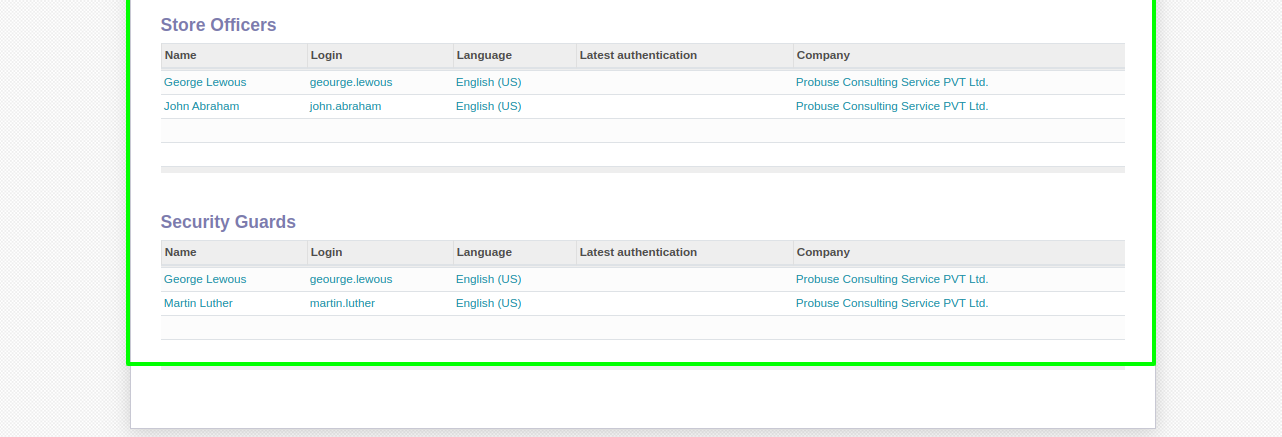 Store Officers
Name Login Language Latest authentication Company
George Lewous geourge.lewous English (US) Probuse Consulting Service PVT Ltd.
John Abraham john.abraham English (US) Probuse Consulting Service PVT Ltd.
Security Guards
Name Login Language Latest authentication Company
George Lewous geourge.lewous English (US) Probuse Consulting Service PVT Ltd.
Martin Luther martin.luther English (US) Probuse Consulting Service PVT Ltd.